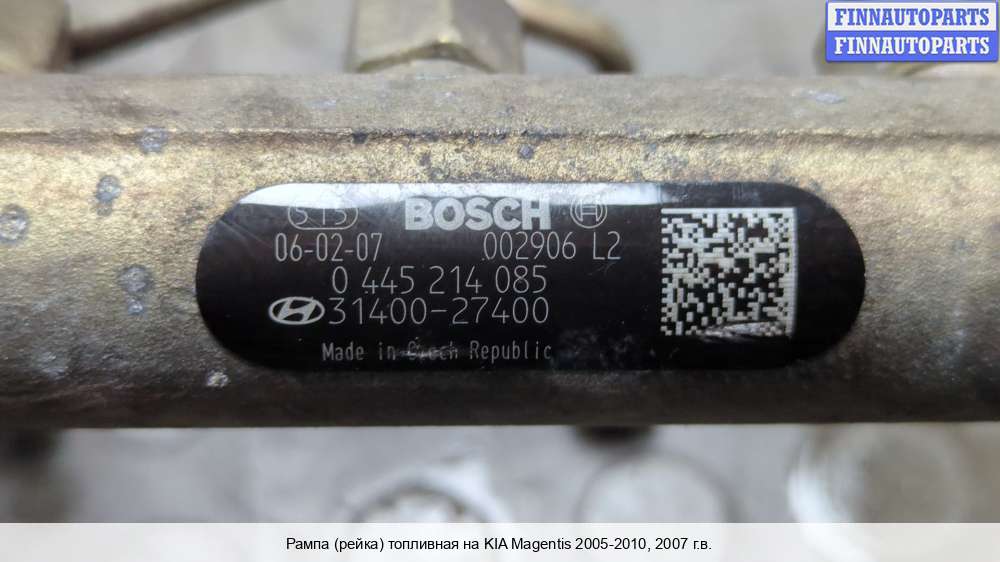 FINNAUTOPARTS
FINNAUTOPARTS
BOSCH
06-02-07 002906 L2
0 445 214 085
31400-27400
Made in Czech Republic
Рампа (рейка) топливная на KIA Magentis 2005-2010, 2007 г.в.